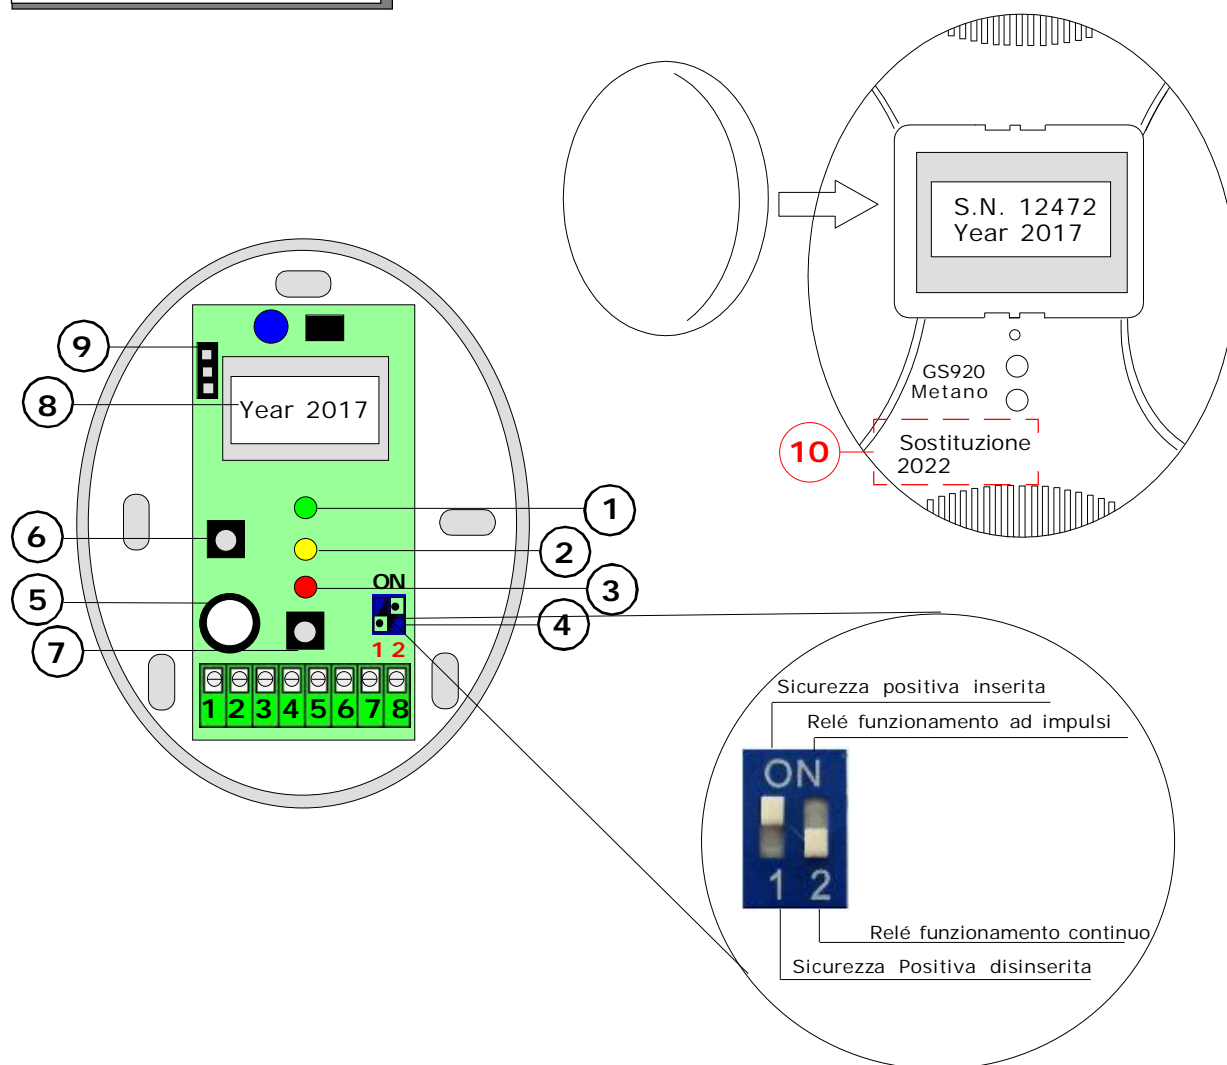 S.N. 12472
Year 2017
GS920
Metano
10
Sostituzione
2022
9
8
Year 2017
1
6
2
3
ON
5
4
7
1 2
1 2 3 4 5 6 7 8
Sicurezza positiva inserita
Relé funzionamento ad impulsi
ON
1 2
Relé funzionamento continuo
Sicurezza Positiva disinserita